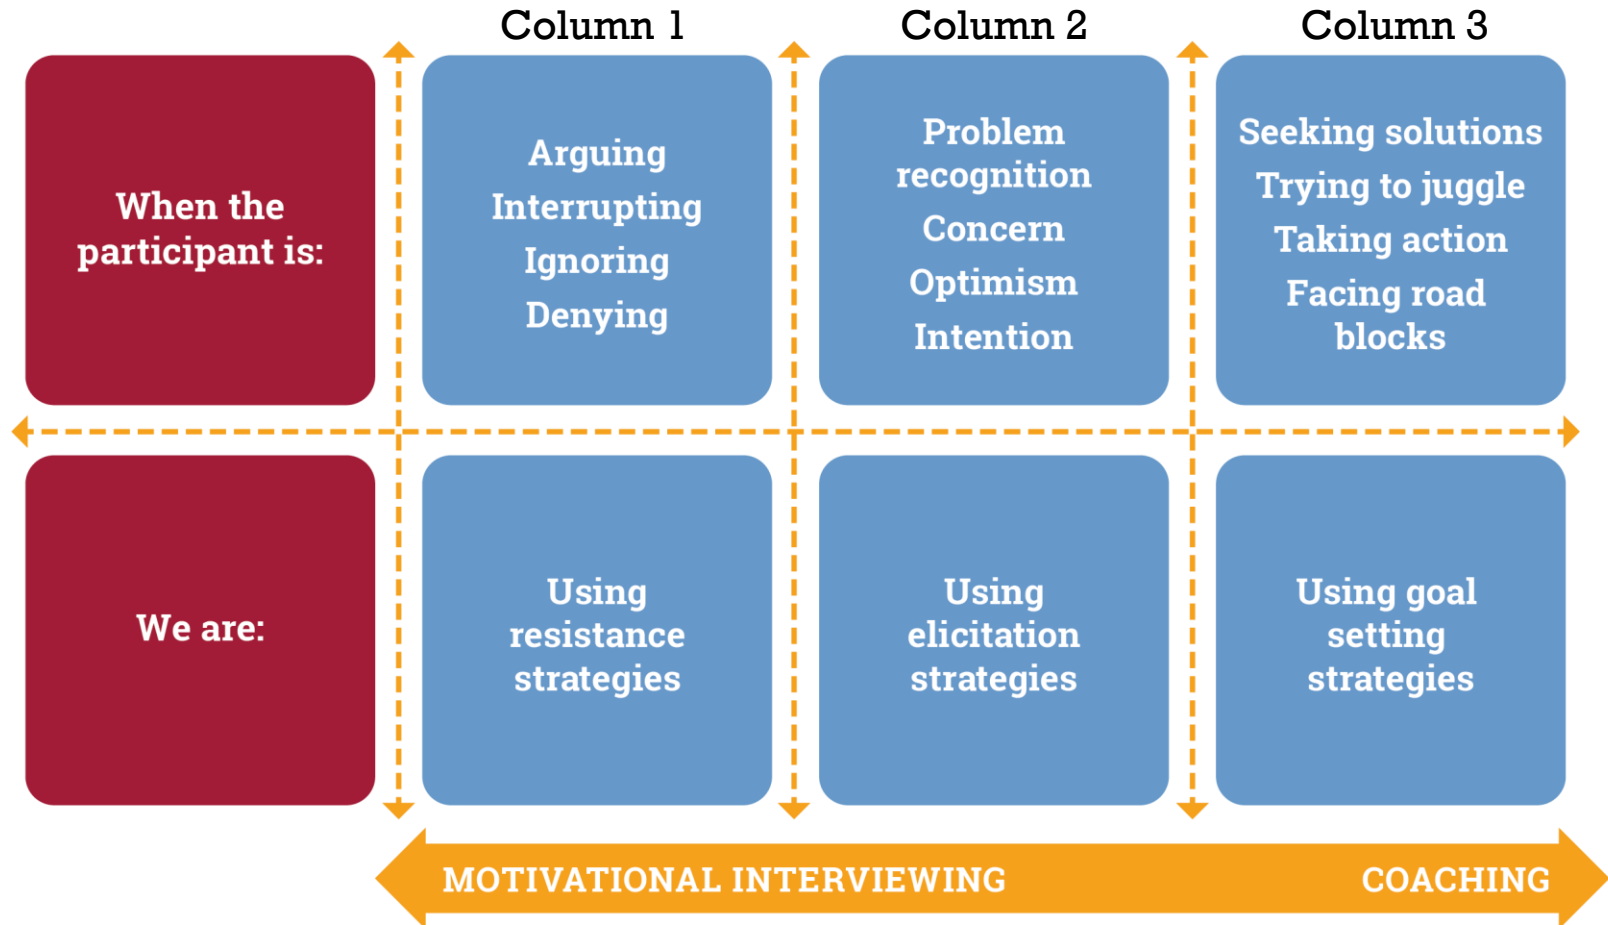 Column 1
Column 2
Column 3
When the
participant is:
Arguing
Interrupting
Ignoring
Denying
Problem
recognition
Concern
Optimism
Intention
Seeking solutions
Trying to juggle
Taking action
Facing road
blocks
We are:
Using
resistance
strategies
Using
elicitation
strategies
Using goal
setting
strategies
MOTIVATIONAL INTERVIEWING
COACHING